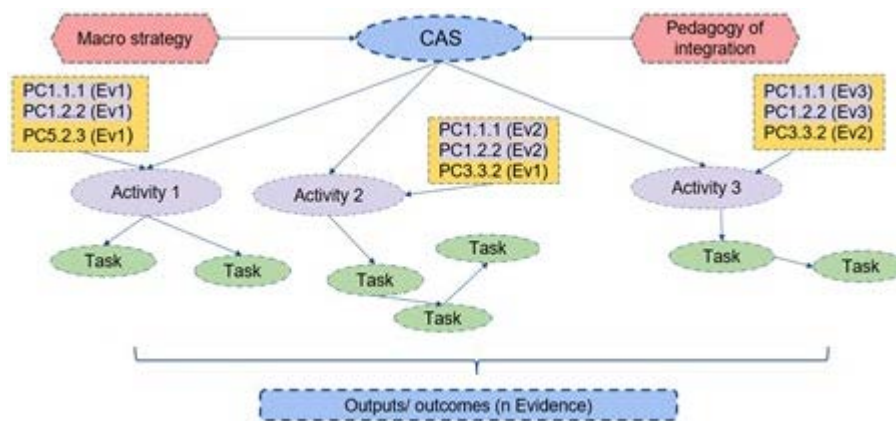 Macro strategy
CAS
Pedagogy of
integration
PC1.1.1 (Ev1)
PC1.2.2 (Ev1)
PC5.2.3 (Ev1)
PC1.1.1 (Ev2)
PC1.2.2 (Ev2)
PC3.3.2 (Ev1)
PC1.1.1 (Ev3)
PC1.2.2 (Ev3)
PC3.3.2 (Ev2)
Activity 1
Activity 2
Activity 3
Task
Task
Task
Task
Task
Task
Task
Outputs/ outcomes (n Evidence)